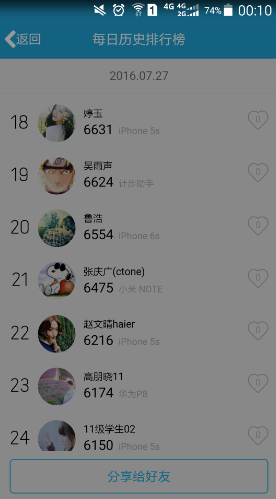 4G 4G 2G 1 74% 00:10
返回 每日历史排行榜
2016.07.27
18 婷玉 0
6631 iPhone 5s
19 吴雨声 0
6624 计步助手
20 鲁浩 0
6554 iPhone 6s
21 张庆广(ctone) 0
6475 小米 NOTE
22 赵文晴haier 0
6216 iPhone 5s
23 高朋晓11 0
6174 华为P8
24 11级学生02 0
6150 iPhone 5s
分享给好友